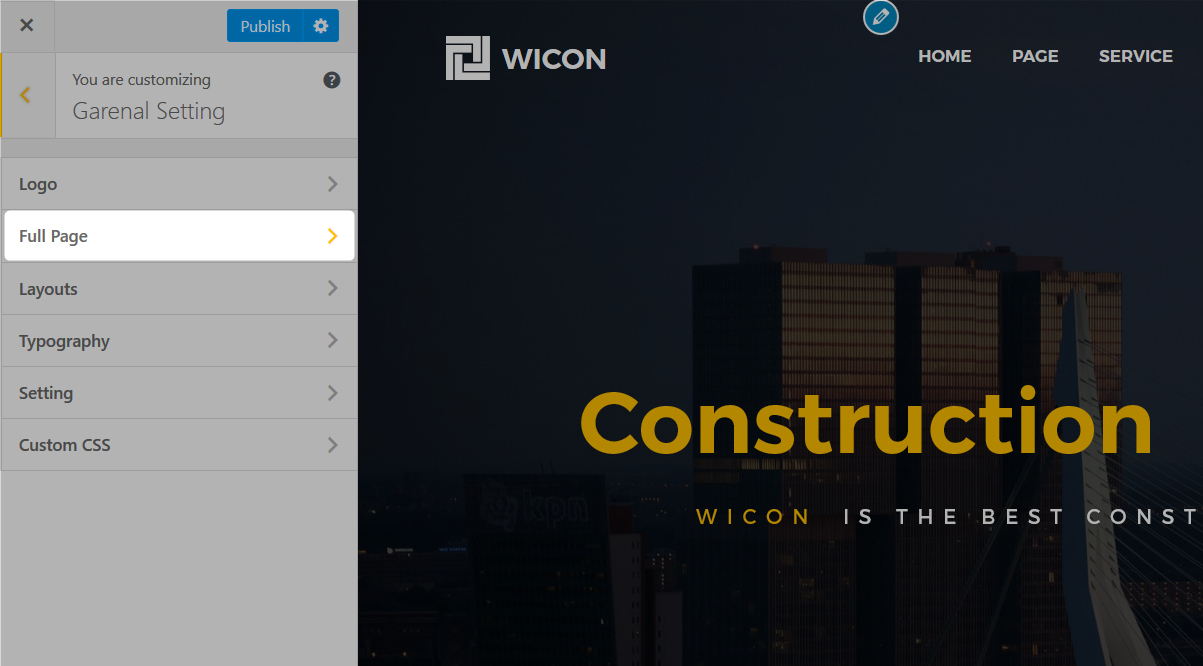 Publish
You are customizing
Garenal Setting
Logo
Full Page
Layouts
Typography
Setting
Custom CSS
WICON
HOME PAGE SERVICE
Construction
WICON IS THE BEST CONST
kpn